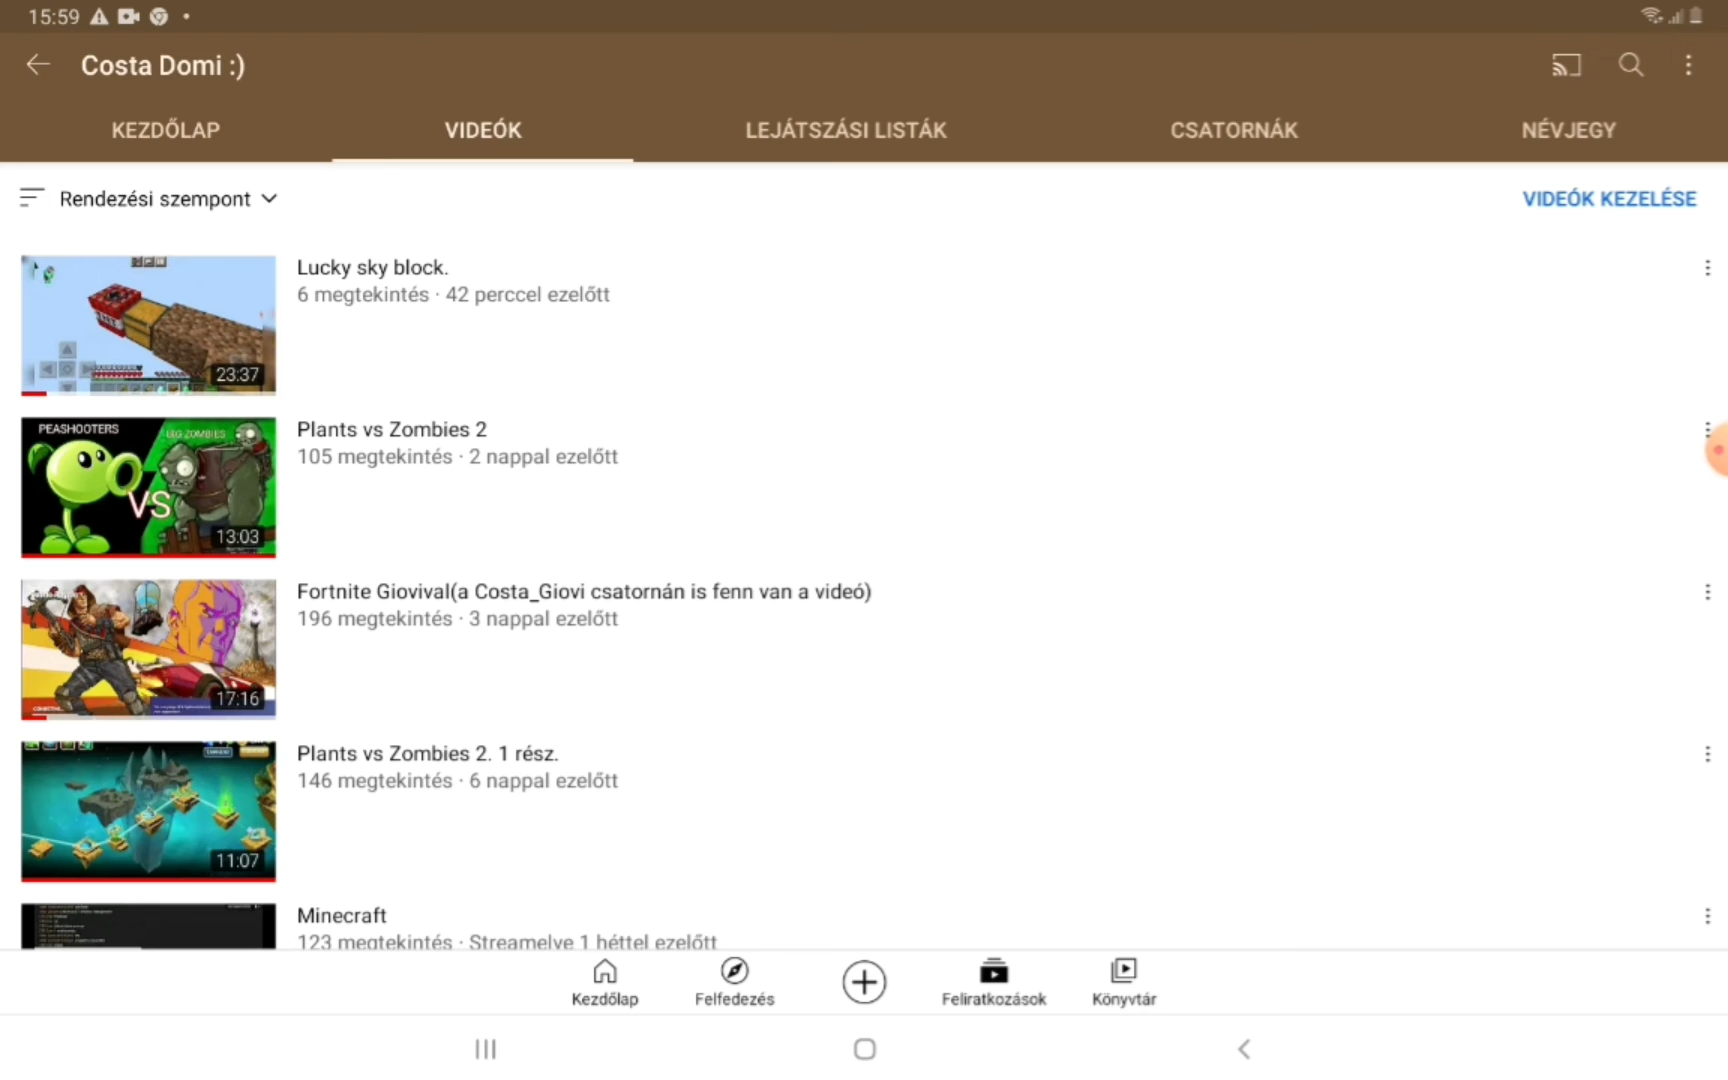 15:59
Costa Domi :)
KEZDŐLAP
VIDEÓK
LEJÁTSZÁSI LISTÁK
CSATORNÁK
NÉVJEGY
Rendezési szempont
VIDEÓK KEZELÉSE
23:37
Lucky sky block.
6 megtekintés · 42 perccel ezelőtt
PEASHOOTERS
BIG ZOMBIES
VS
13:03
Plants vs Zombies 2
105 megtekintés · 2 nappal ezelőtt
17:16
Fortnite Giovival(a Costa_Giovi csatornán is fenn van a videó)
196 megtekintés · 3 nappal ezelőtt
11:07
Plants vs Zombies 2. 1 rész.
146 megtekintés · 6 nappal ezelőtt
Minecraft
123 megtekintés · Streamelve 1 héttel ezelőtt
Kezdőlap
Felfedezés
Feliratkozások
Könyvtár